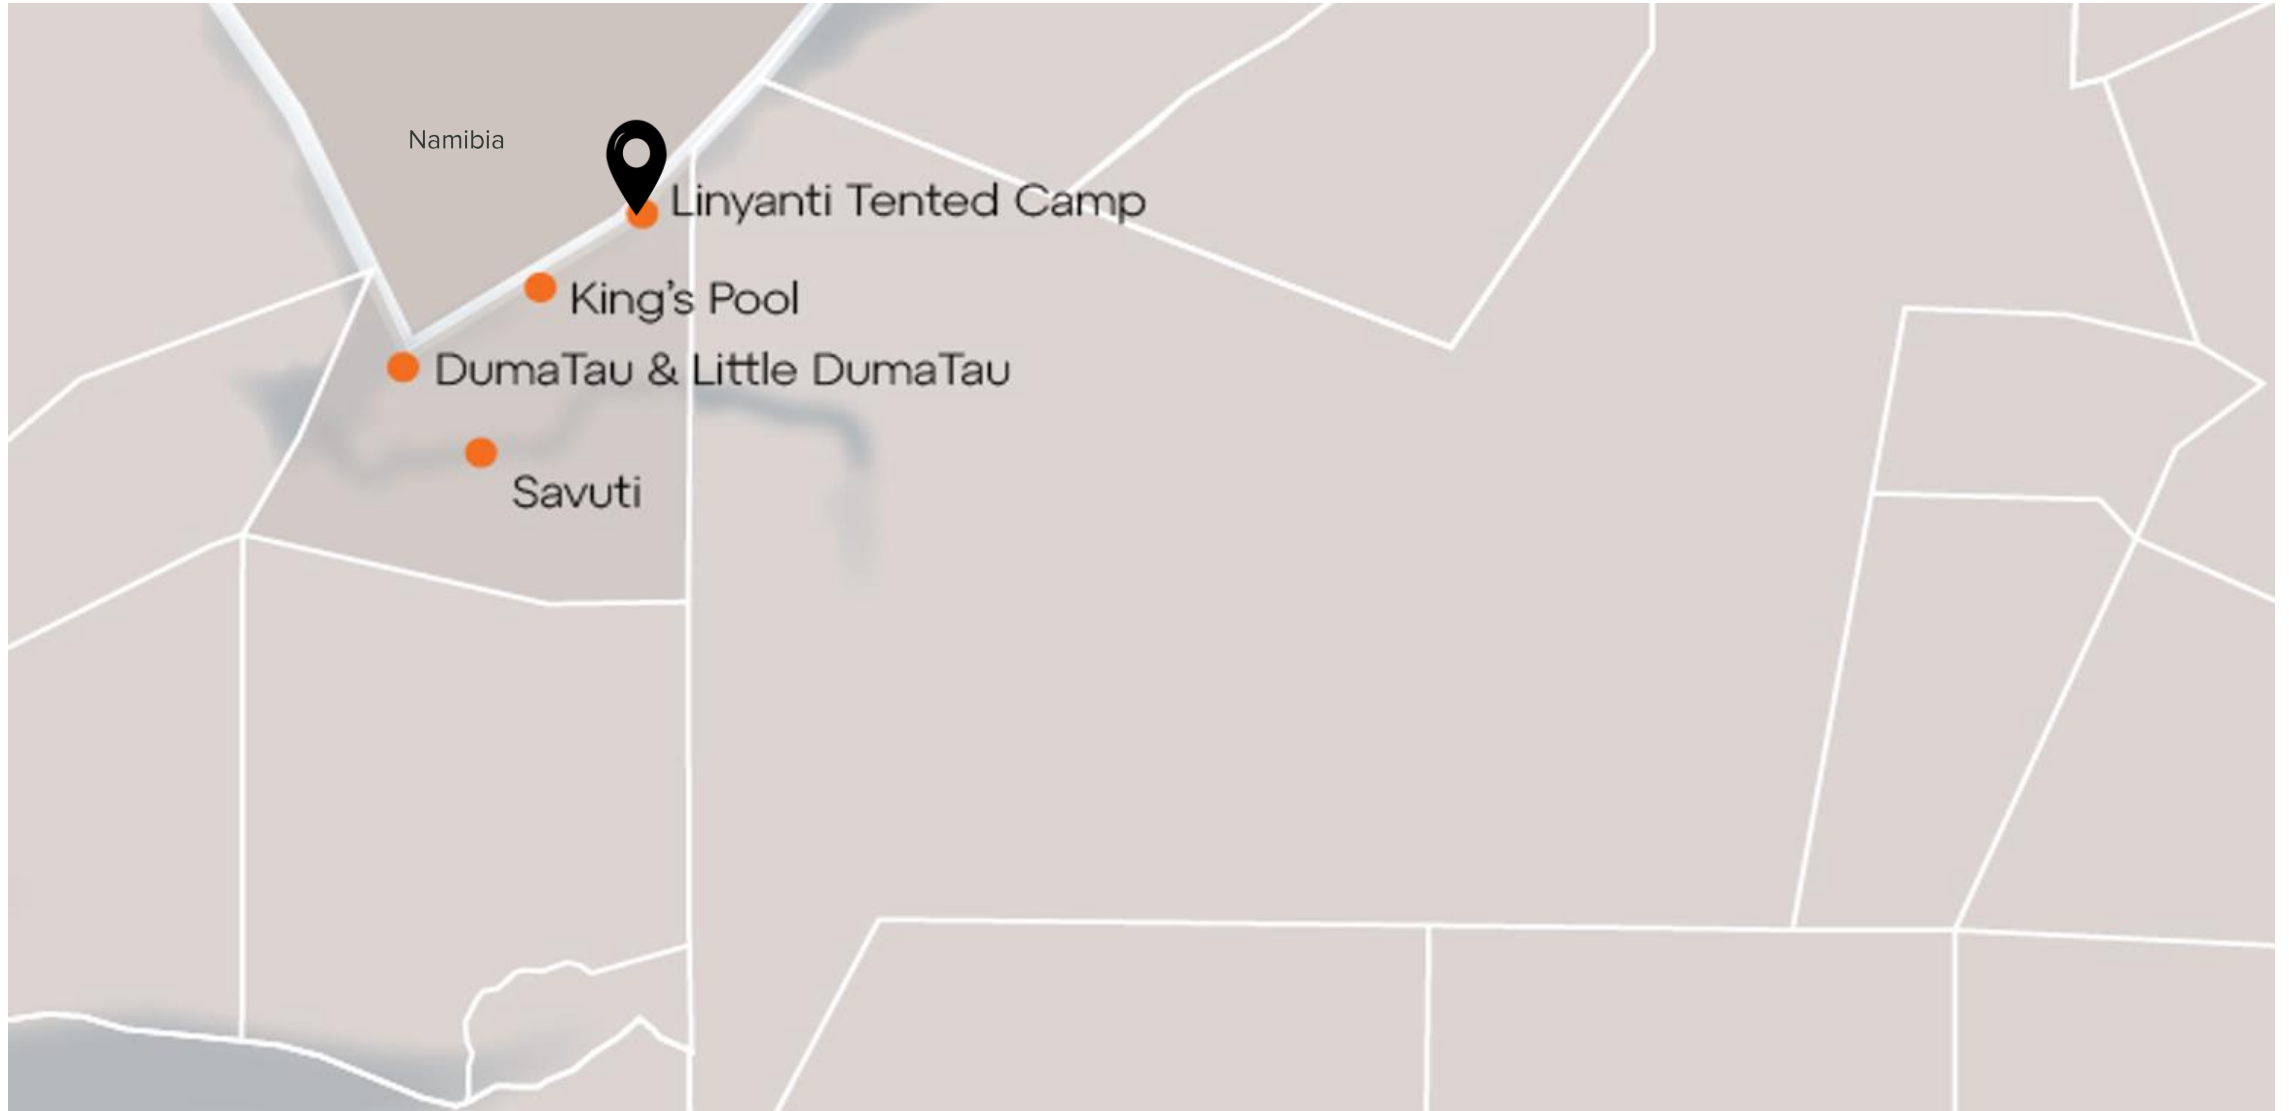 Namibia
Linyanti Tented Camp
King's Pool
DumaTau & Little DumaTau
Savuti